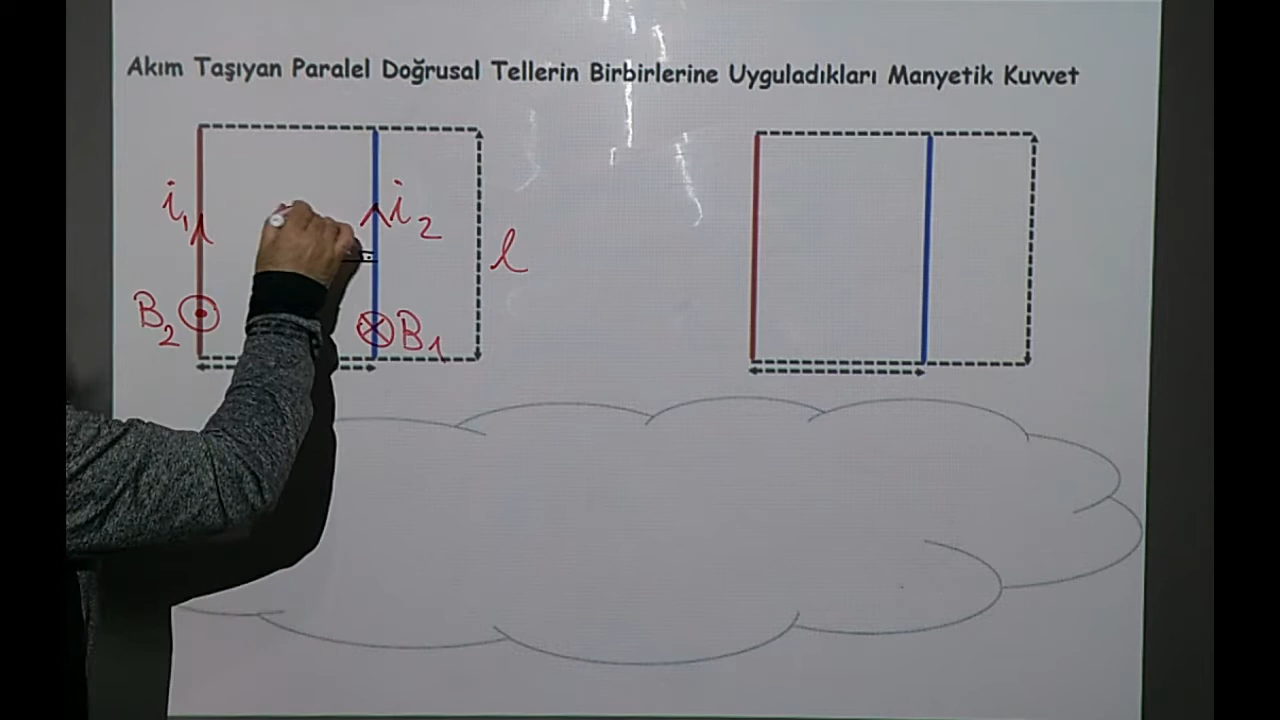 Akım Taşıyan Paralel Doğrusal Tellerin Birbirlerine Uyguladıkları Manyetik Kuvvet
i₁ i₂
l
B₂ B₁